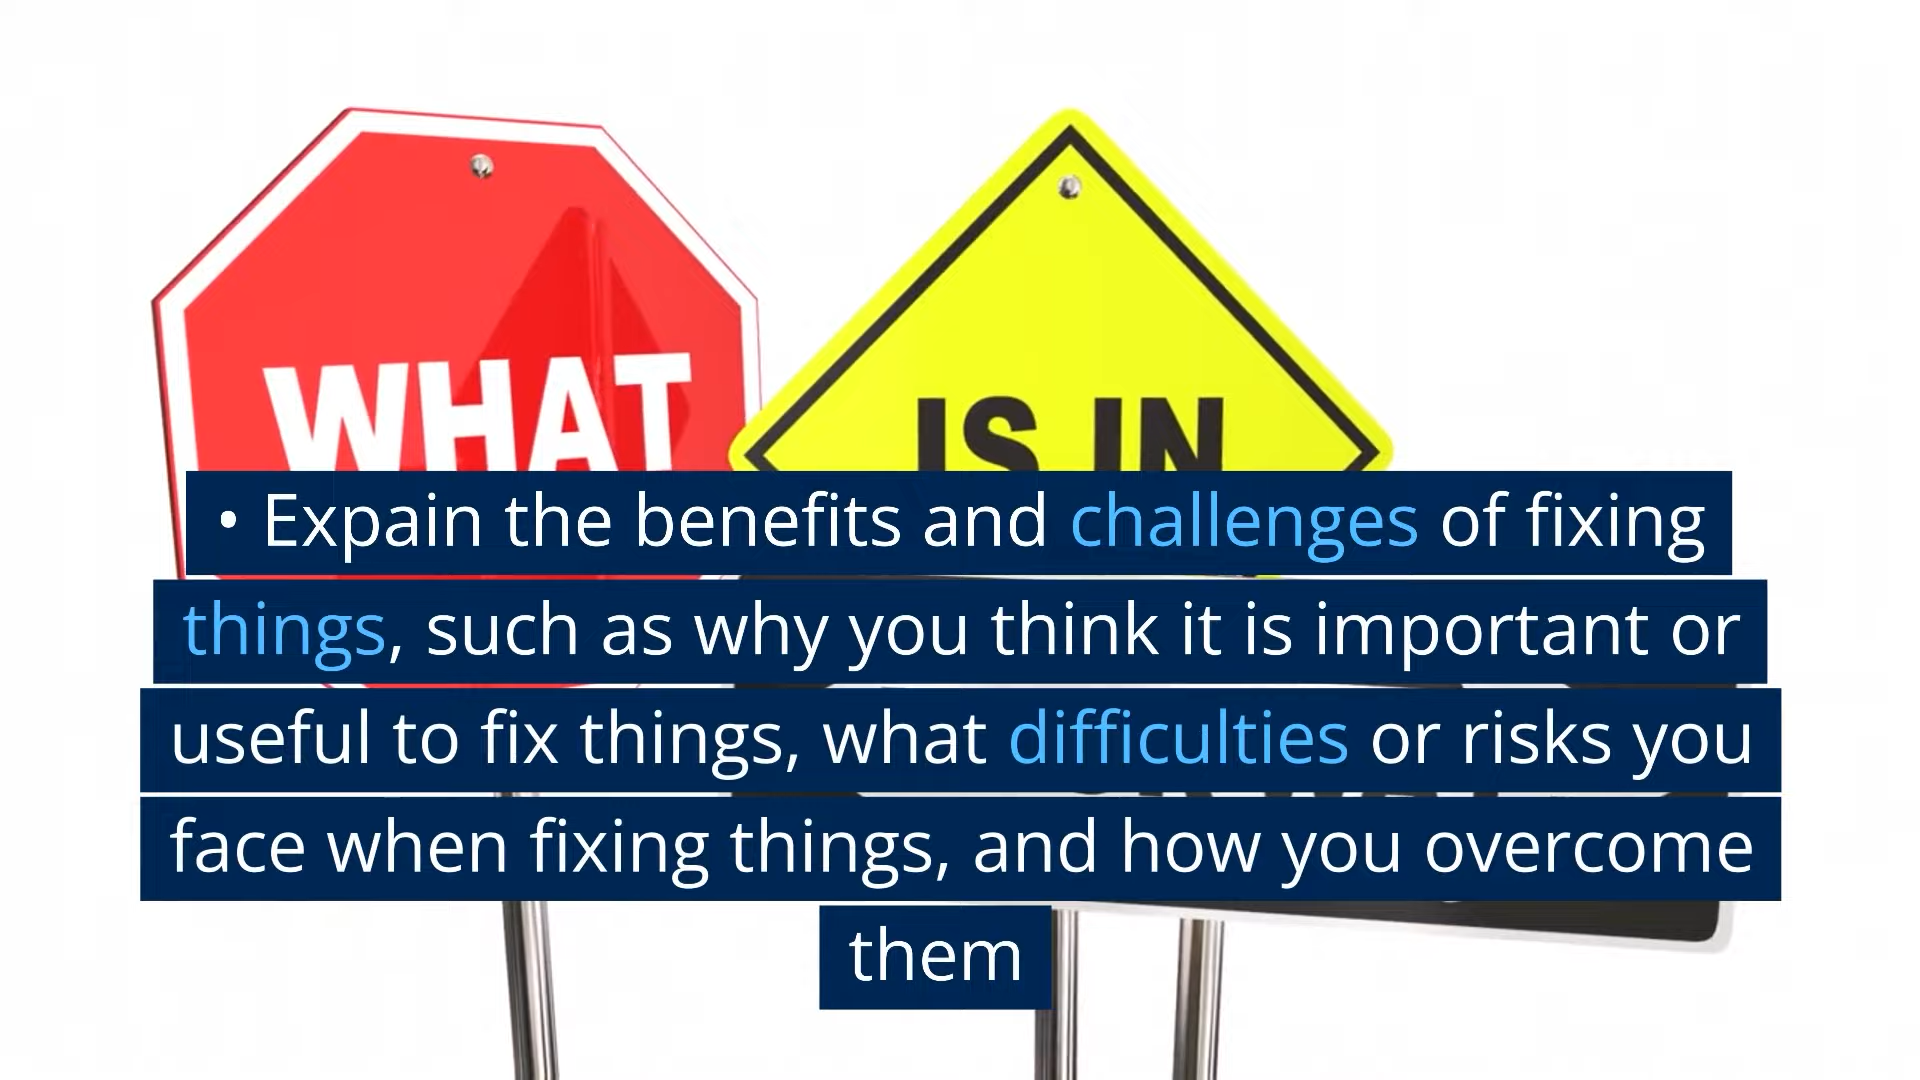 WHAT
IS IN
• Expain the benefits and challenges of fixing
things, such as why you think it is important or
useful to fix things, what difficulties or risks you
face when fixing things, and how you overcome
them